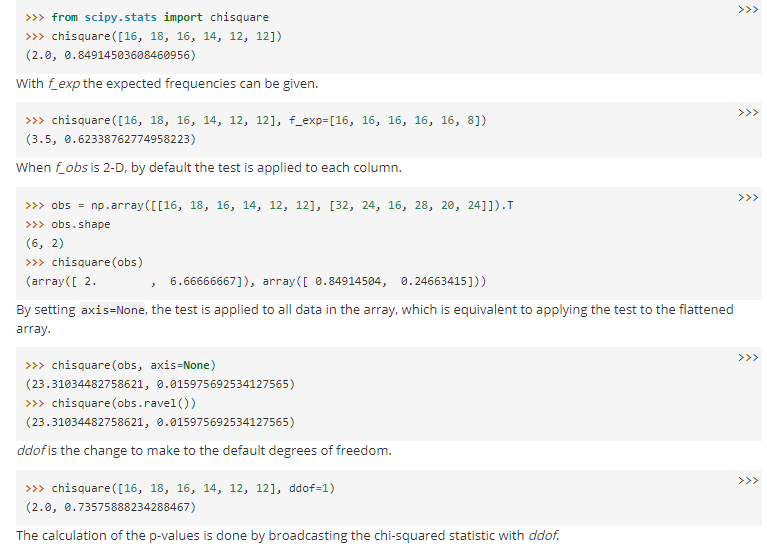 >>> from scipy.stats import chisquare >>>
>>> chisquare([16, 18, 16, 14, 12, 12])
(2.0, 0.84914503608460956)
With f_exp the expected frequencies can be given.
>>> chisquare([16, 18, 16, 14, 12, 12], f_exp=[16, 16, 16, 16, 16, 8]) >>>
(3.5, 0.62338762774958223)
When f_obs is 2-D, by default the test is applied to each column.
>>> obs = np.array([[16, 18, 16, 14, 12, 12], [32, 24, 16, 28, 20, 24]]).T >>>
>>> obs.shape
(6, 2)
>>> chisquare(obs)
(array([ 2.        ,  6.66666667]), array([ 0.84914504,  0.24663415]))
By setting axis=None, the test is applied to all data in the array, which is equivalent to applying the test to the flattened
array.
>>> chisquare(obs, axis=None) >>>
(23.31034482758621, 0.015975692534127565)
>>> chisquare(obs.ravel())
(23.31034482758621, 0.015975692534127565)
ddof is the change to make to the default degrees of freedom.
>>> chisquare([16, 18, 16, 14, 12, 12], ddof=1) >>>
(2.0, 0.73575888234288467)
The calculation of the p-values is done by broadcasting the chi-squared statistic with ddof.